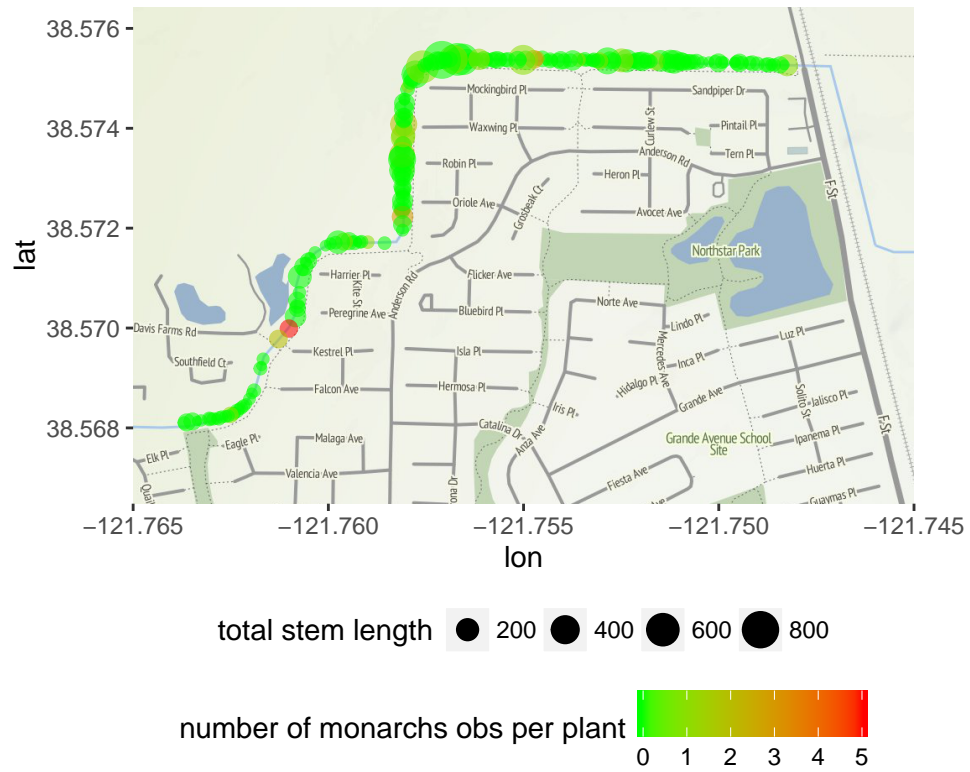 38.576
38.574
38.572
38.570
38.568
lat
Mockingbird Pl
Sandpiper Dr
Waxwing Pl
Curlew St
Pintail Pl
Anderson Rd
Tern Pl
Robin Pl
Heron Pl
F St
Oriole Ave
Grosbeak Ct
Avocet Ave
Northstar Park
Harrier Pl
Kite St
Anderson Rd
Flicker Ave
Peregrine Ave
Bluebird Pl
Norte Ave
Davis Farms Rd
Lindo Pl
Luz Pl
Southfield Ct
Kestrel Pl
Isla Pl
Mercedes Ave
Inca Pl
Falcon Ave
Hermosa Pl
Hidalgo Pl
Grande Ave
Solito St
Jalisco Pl
Iris Pl
Catalina Dr
Anza Ave
F St
Eagle Pl
Malaga Ave
Grande Avenue School
Site
Ipanema Pl
Elk Pl
Huerta Pl
Valencia Ave
Fiesta Ave
Quai
ona Dr
Ave
Guaymas Pl
−121.765
−121.760
−121.755
−121.750
−121.745
lon
total stem length
200
400
600
800
number of monarchs obs per plant
0 1 2 3 4 5